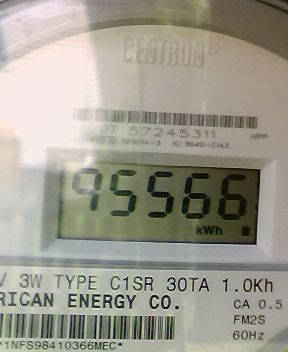 CENTRON
07 57245311 HPP
95566
kWh
V 3W TYPE C1SR 30TA 1.0Kh
RICAN ENERGY CO. CA 0.5
FM2S
60Hz
*1NFS98410366MEC*